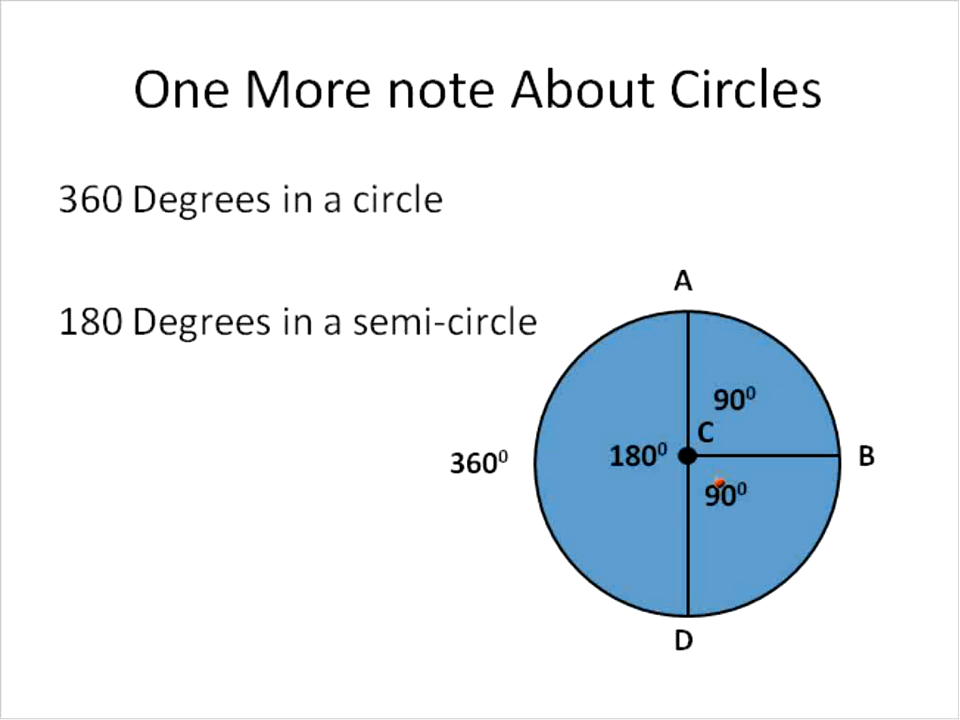 One More note About Circles
360 Degrees in a circle
180 Degrees in a semi-circle
A
90⁰
C
180⁰
B
360⁰
90⁰
D